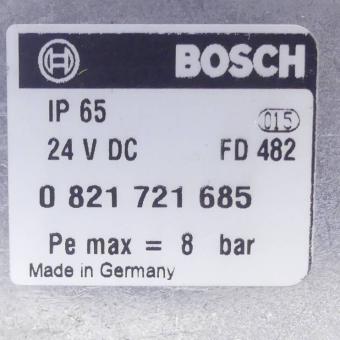 BOSCH
IP 65 015
24 V DC FD 482
0 821 721 685
Pe max = 8 bar
Made in Germany